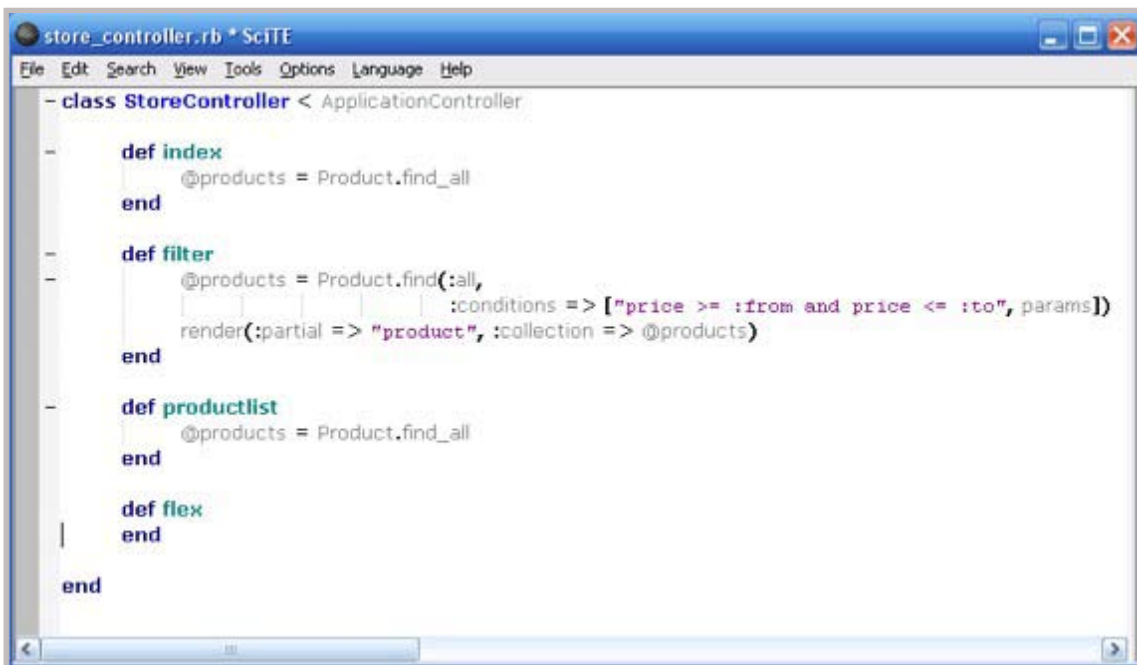 store_controller.rb * SciTE
File Edit Search View Tools Options Language Help
class StoreController < ApplicationController
def index
@products = Product.find_all
end
def filter
@products = Product.find(:all,
:conditions => ["price >= :from and price <= :to", params])
render(:partial => "product", :collection => @products)
end
def productlist
@products = Product.find_all
end
def flex
end
end